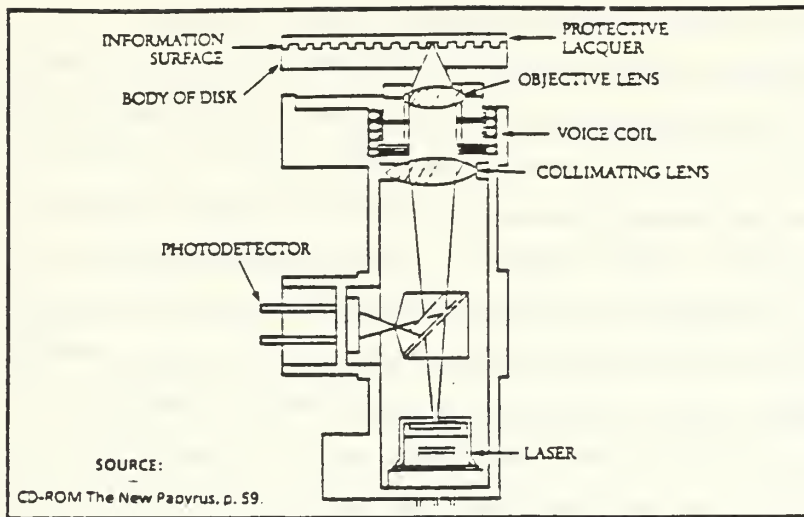 INFORMATION
SURFACE
PROTECTIVE
LACQUER
BODY OF DISK
OBJECTIVE LENS
VOICE COIL
COLLIMATING LENS
PHOTODETECTOR
LASER
SOURCE:
CD-ROM The New Papyrus, p. 59.